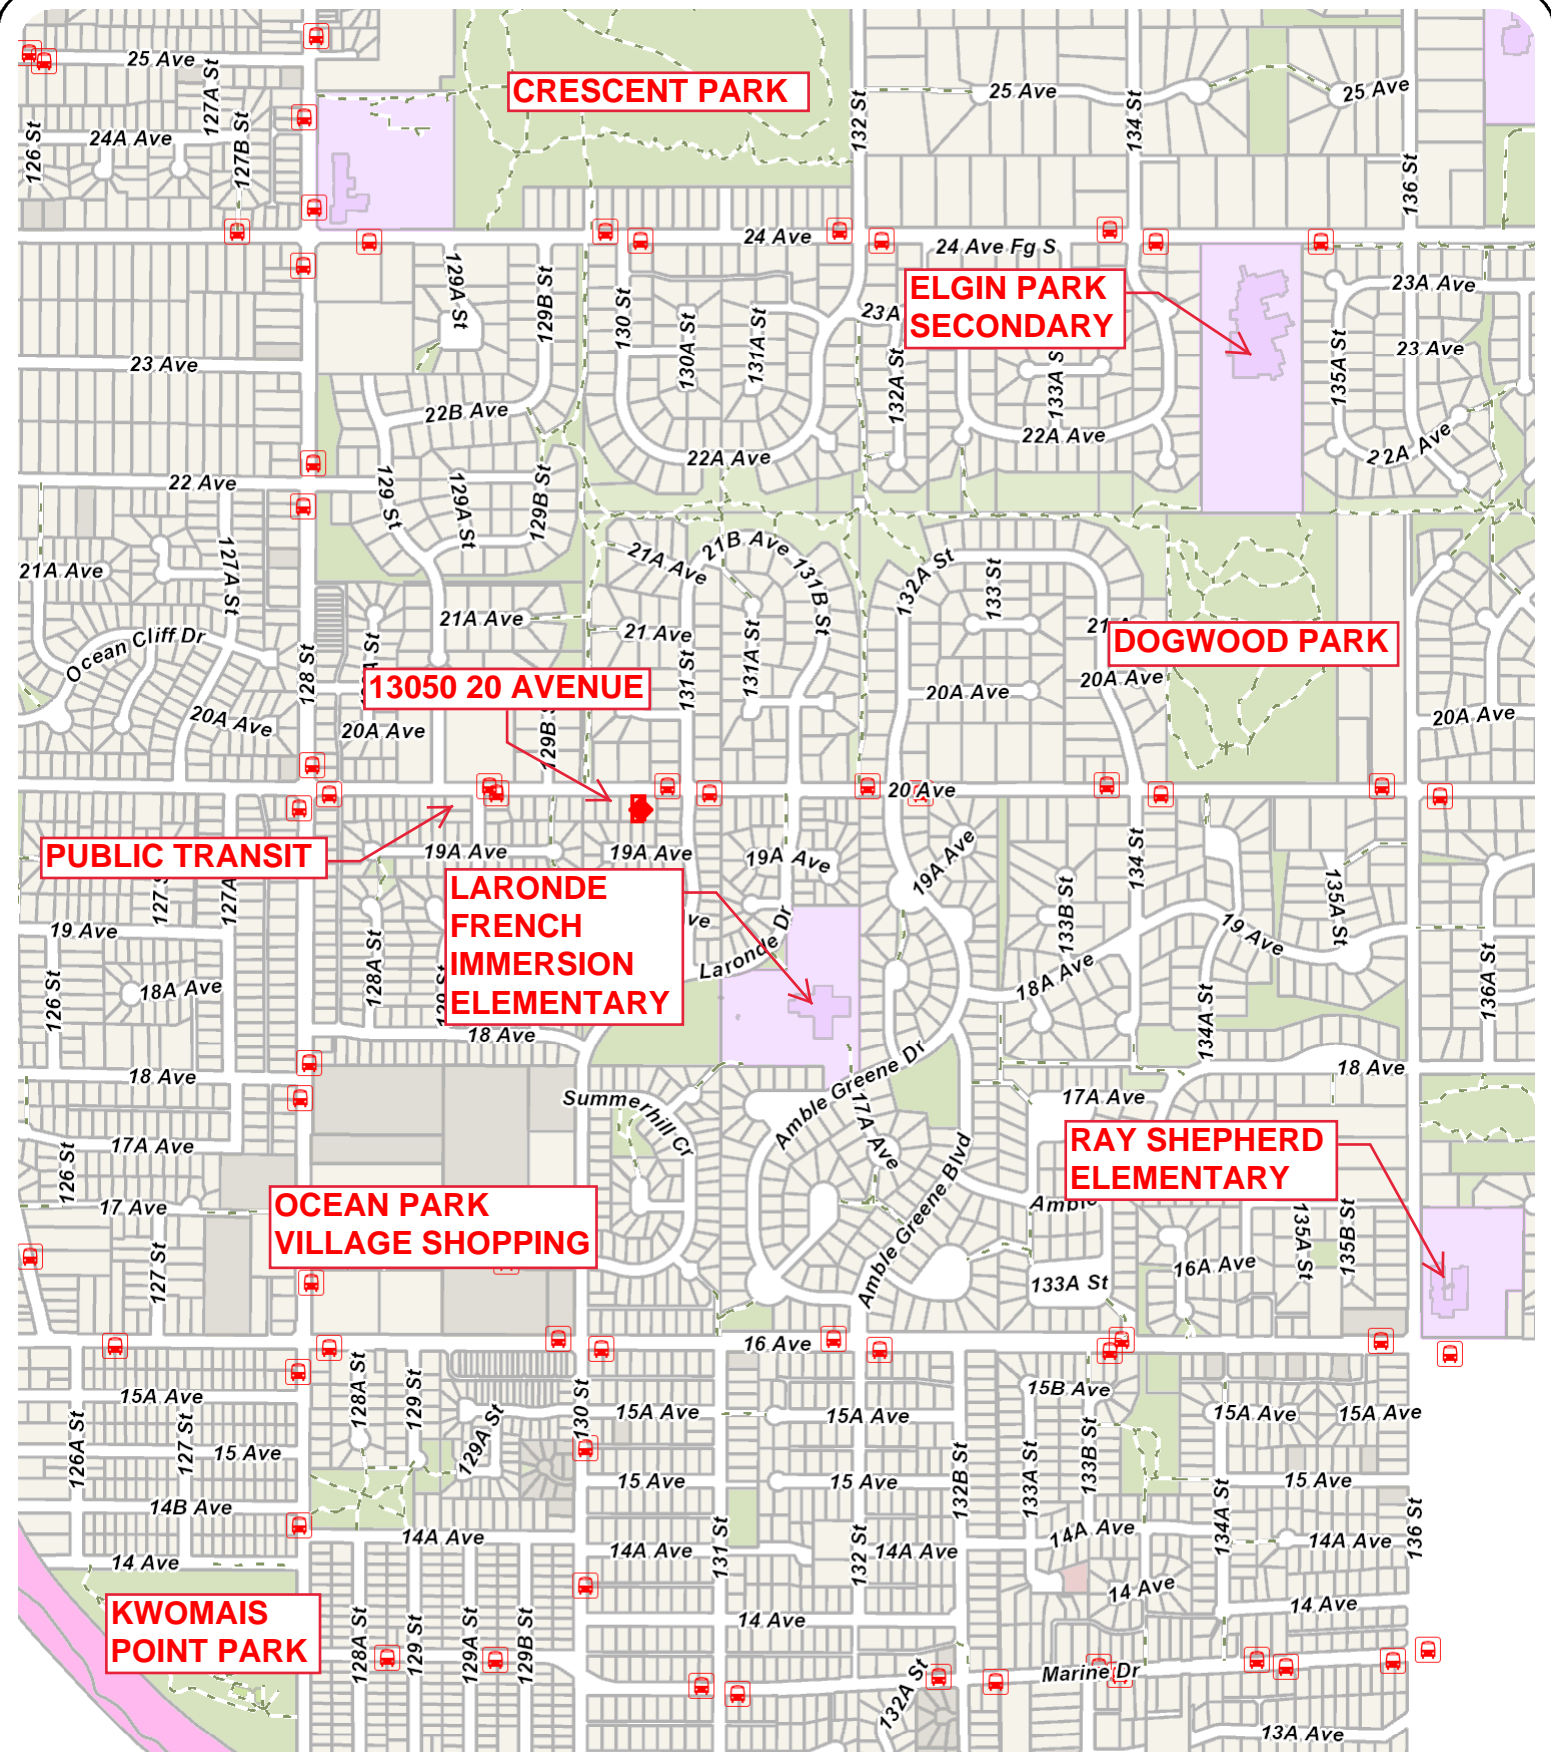 25 Ave
127A St
126 St
24A Ave
127B St
CRESCENT PARK
132 St
25 Ave
134 St
25 Ave
136 St
24 Ave
24 Ave Fg S
129A St
129B St
130 St
130A St
131A St
23A
ELGIN PARK
SECONDARY
23A Ave
23 Ave
132A St
133A S
135A St
23 Ave
22B Ave
22A Ave
22A Ave
22A Ave
22 Ave
129 St
129A St
129B St
21A Ave
127A St
21A Ave
21B Ave
131B St
132A St
133 St
21A Ave
21 Ave
131A St
21
Ocean Cliff Dr
128 St
A St
DOGWOOD PARK
13050 20 AVENUE
131 St
20A Ave
20A Ave
20A Ave
20A Ave
129B S
20A Ave
20 Ave
PUBLIC TRANSIT
19A Ave
19A Ave
19A Ave
19A Ave
134 St
127 S
127A
LARONDE
FRENCH
IMMERSION
ELEMENTARY
ve
Laronde Dr
133B St
19 Ave
135A St
19 Ave
126 St
18A Ave
128A St
18A Ave
134A St
136A St
18 Ave
18 Ave
18 Ave
Summerhill Cr
Amble Greene Dr
17A Ave
17A Ave
17A Ave
126 St
Amble Greene Blvd
RAY SHEPHERD
ELEMENTARY
17 Ave
OCEAN PARK
VILLAGE SHOPPING
127 St
133A St
16A Ave
135A St
135B St
16 Ave
15A Ave
128A St
129 St
129A St
130 St
15A Ave
15A Ave
15B Ave
15A Ave
15A Ave
126A St
127 St
15 Ave
15 Ave
15 Ave
132B St
133A St
133B St
15 Ave
134A St
14B Ave
14A Ave
14A Ave
131 St
132 St
14A Ave
14A Ave
14A Ave
136 St
14 Ave
14 Ave
14 Ave
14 Ave
KWOMAIS
POINT PARK
128A St
129 St
129A St
129B St
132A St
Marine Dr
13A Ave